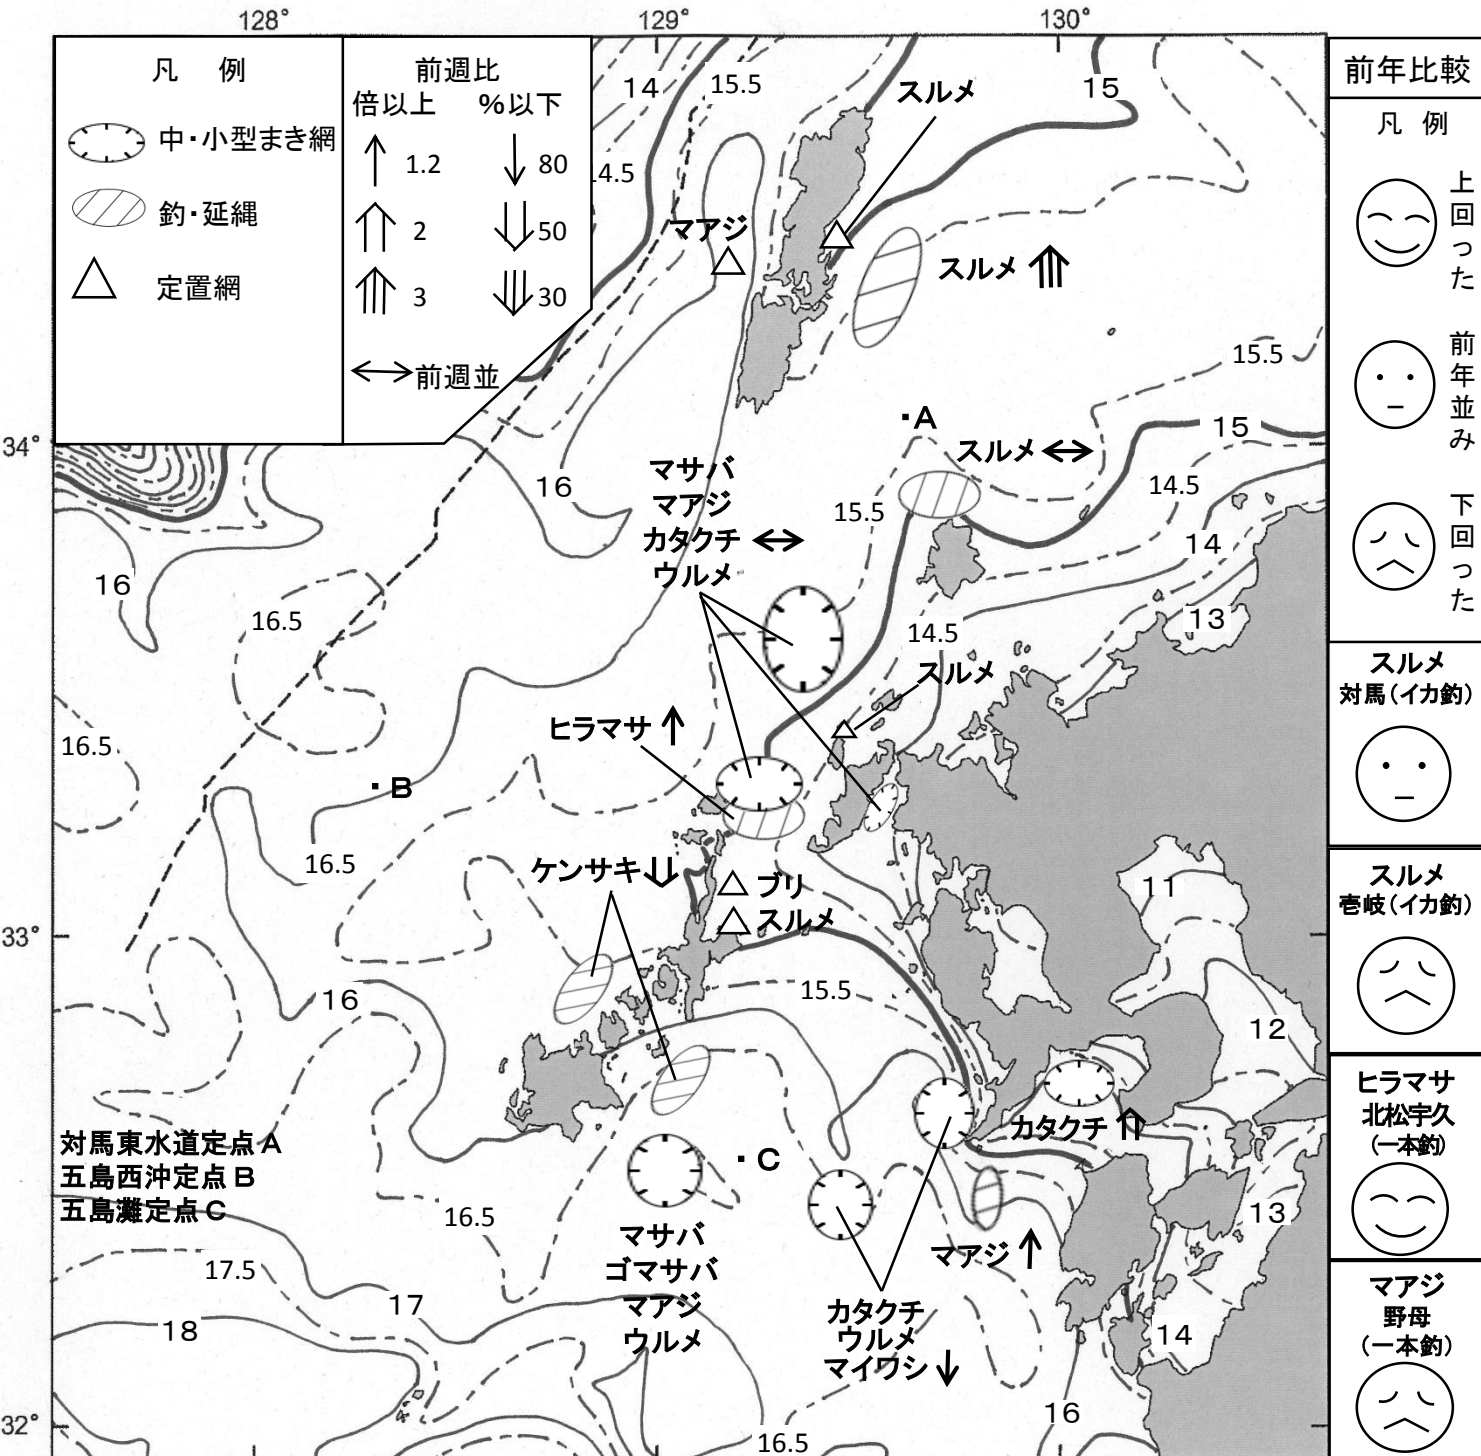 128°
129°
130°
凡 例
中・小型まき網
釣・延縄
定置網
前週比
倍以上 %以下
1.2 80
2 50
3 30
前週並
前年比較
凡 例
上回った
前年並み
下回った
スルメ
対馬(イカ釣)
スルメ
壱岐(イカ釣)
ヒラマサ
北松宇久
(一本釣)
マアジ
野母
(一本釣)
14
15.5
スルメ
15
14.5
マアジ
スルメ
15.5
・A
34°
スルメ
15
マサバ
マアジ
カタクチ
ウルメ
16
15.5
14.5
14
16
16.5
14.5
13
スルメ
ヒラマサ
16.5
・B
16.5
ケンサキ
ブリ
スルメ
11
33°
16
15.5
12
カタクチ
対馬東水道定点A
五島西沖定点B
五島灘定点C
・C
16.5
13
マサバ
ゴマサバ
マアジ
ウルメ
マアジ
17.5
17
18
カタクチ
ウルメ
マイワシ
14
32°
16
16.5